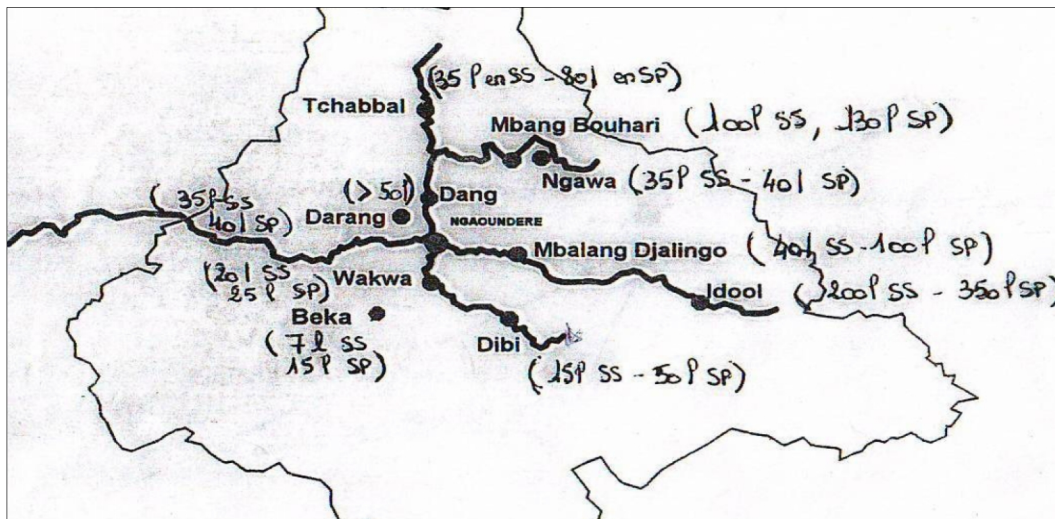 (35 l en SS - 80 l en SP)
Tchabbal
Mbang Bouhari (100 l SS, 130 l SP)
Ngawa (35 l SS - 40 l SP)
(> 50 l) Dang
Darang
(35 l SS
40 l SP)
NGAOUNDERE
Mbalang Djalingo (40 l SS - 100 l SP)
(20 l SS
25 l SP)
Wakwa
Idool (200 l SS - 350 l SP)
Beka
(7 l SS
15 l SP)
Dibi
SS - SP)